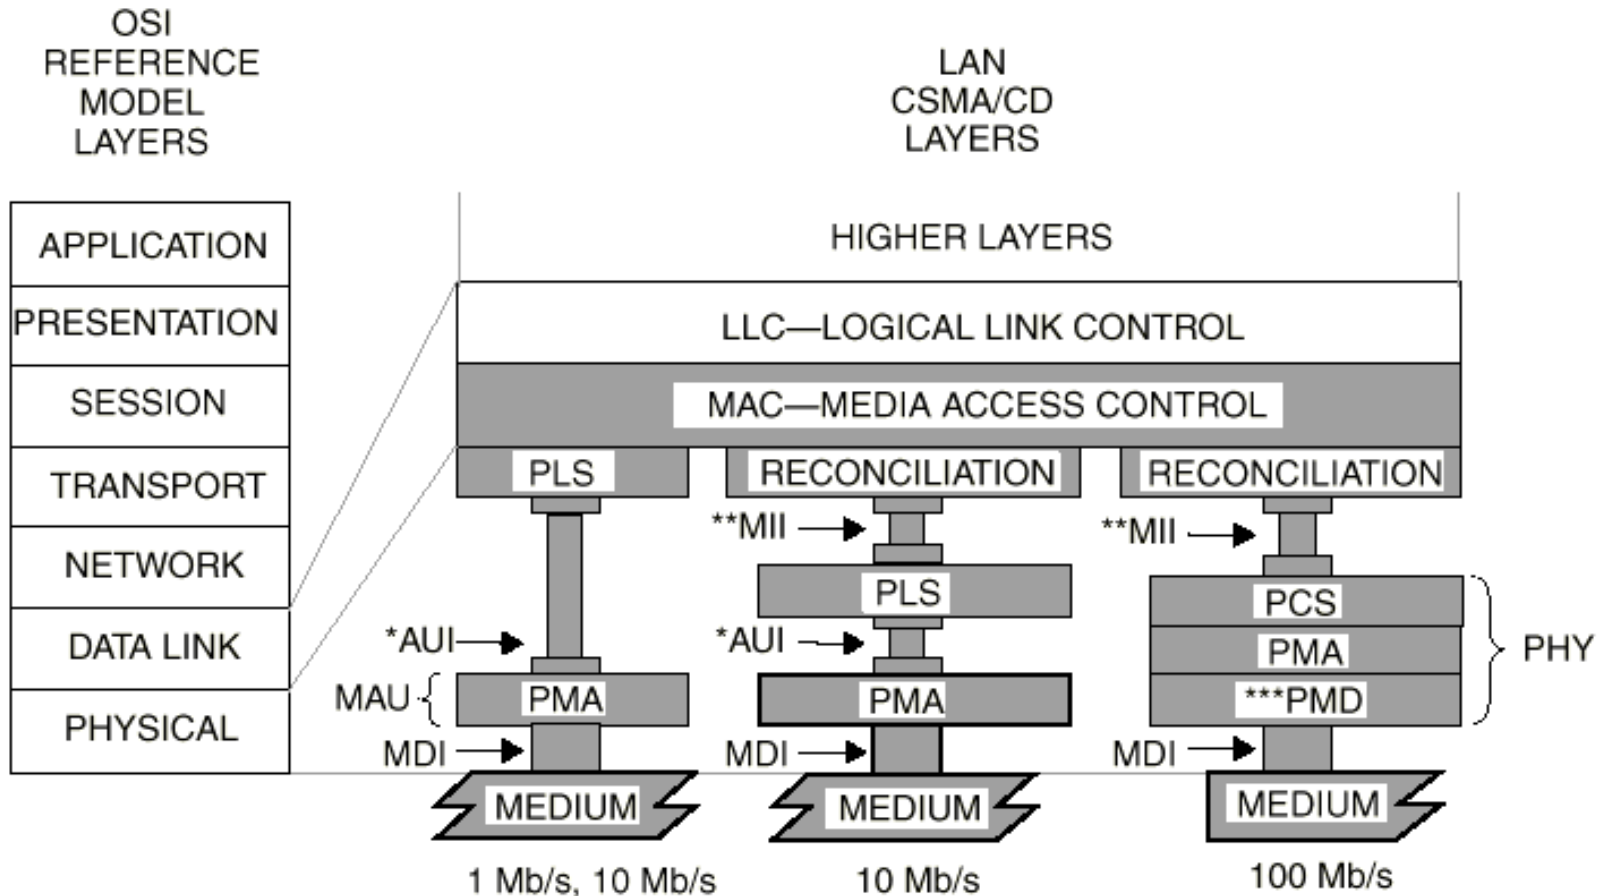 OSI
REFERENCE
MODEL
LAYERS
LAN
CSMA/CD
LAYERS
APPLICATION
PRESENTATION
SESSION
TRANSPORT
NETWORK
DATA LINK
PHYSICAL
HIGHER LAYERS
LLC—LOGICAL LINK CONTROL
MAC—MEDIA ACCESS CONTROL
PLS
*AUI
MAU
PMA
MDI
MEDIUM
1 Mb/s, 10 Mb/s
RECONCILIATION
**MII
PLS
*AUI
PMA
MDI
MEDIUM
10 Mb/s
RECONCILIATION
**MII
PCS
PMA
***PMD
PHY
MDI
MEDIUM
100 Mb/s